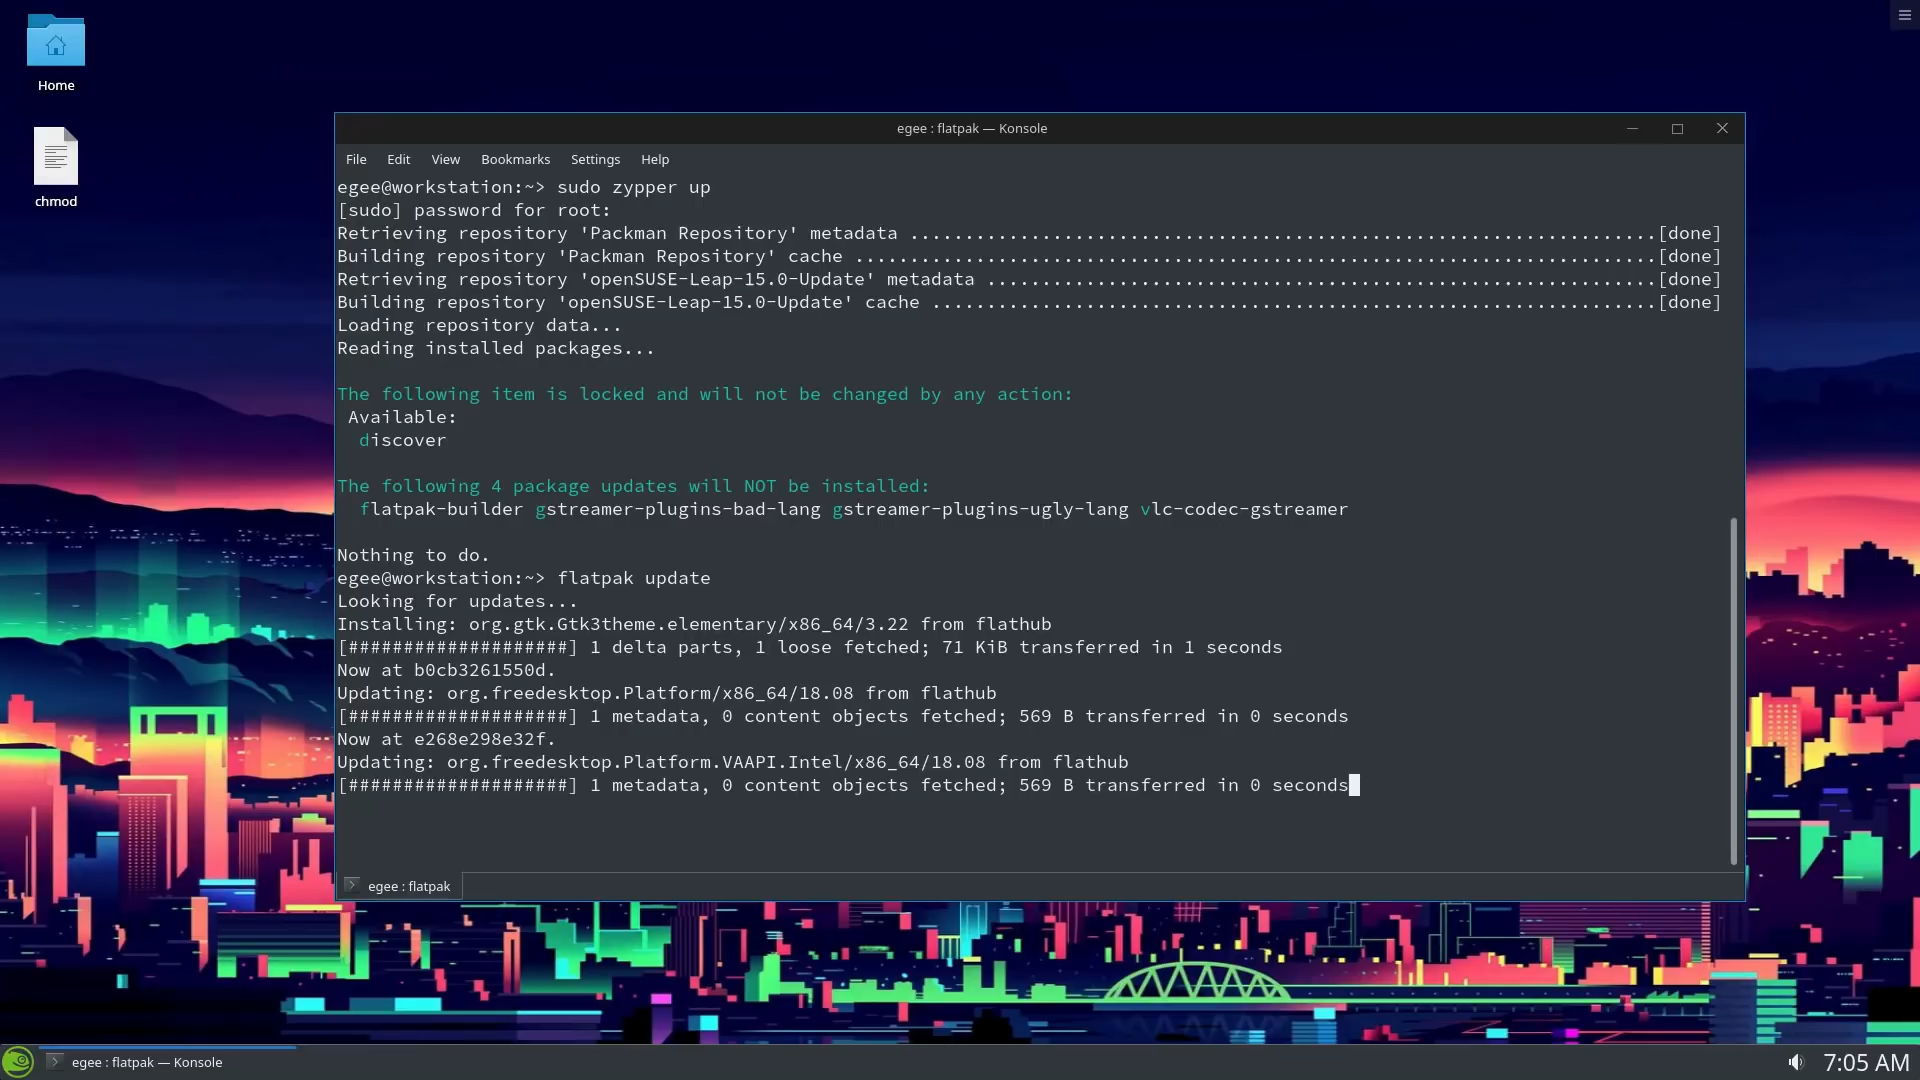 Home
chmod
egee : flatpak — Konsole
File Edit View Bookmarks Settings Help
egee@workstation:~> sudo zypper up
[sudo] password for root:
Retrieving repository 'Packman Repository' metadata ....................................................................[done]
Building repository 'Packman Repository' cache .........................................................................[done]
Retrieving repository 'openSUSE-Leap-15.0-Update' metadata .............................................................[done]
Building repository 'openSUSE-Leap-15.0-Update' cache ..................................................................[done]
Loading repository data...
Reading installed packages...
The following item is locked and will not be changed by any action:
Available:
discover
The following 4 package updates will NOT be installed:
flatpak-builder gstreamer-plugins-bad-lang gstreamer-plugins-ugly-lang vlc-codec-gstreamer
Nothing to do.
egee@workstation:~> flatpak update
Looking for updates...
Installing: org.gtk.Gtk3theme.elementary/x86_64/3.22 from flathub
[####################] 1 delta parts, 1 loose fetched; 71 KiB transferred in 1 seconds
Now at b0cb3261550d.
Updating: org.freedesktop.Platform/x86_64/18.08 from flathub
[####################] 1 metadata, 0 content objects fetched; 569 B transferred in 0 seconds
Now at e268e298e32f.
Updating: org.freedesktop.Platform.VAAPI.Intel/x86_64/18.08 from flathub
[####################] 1 metadata, 0 content objects fetched; 569 B transferred in 0 seconds
egee : flatpak
egee : flatpak — Konsole
7:05 AM